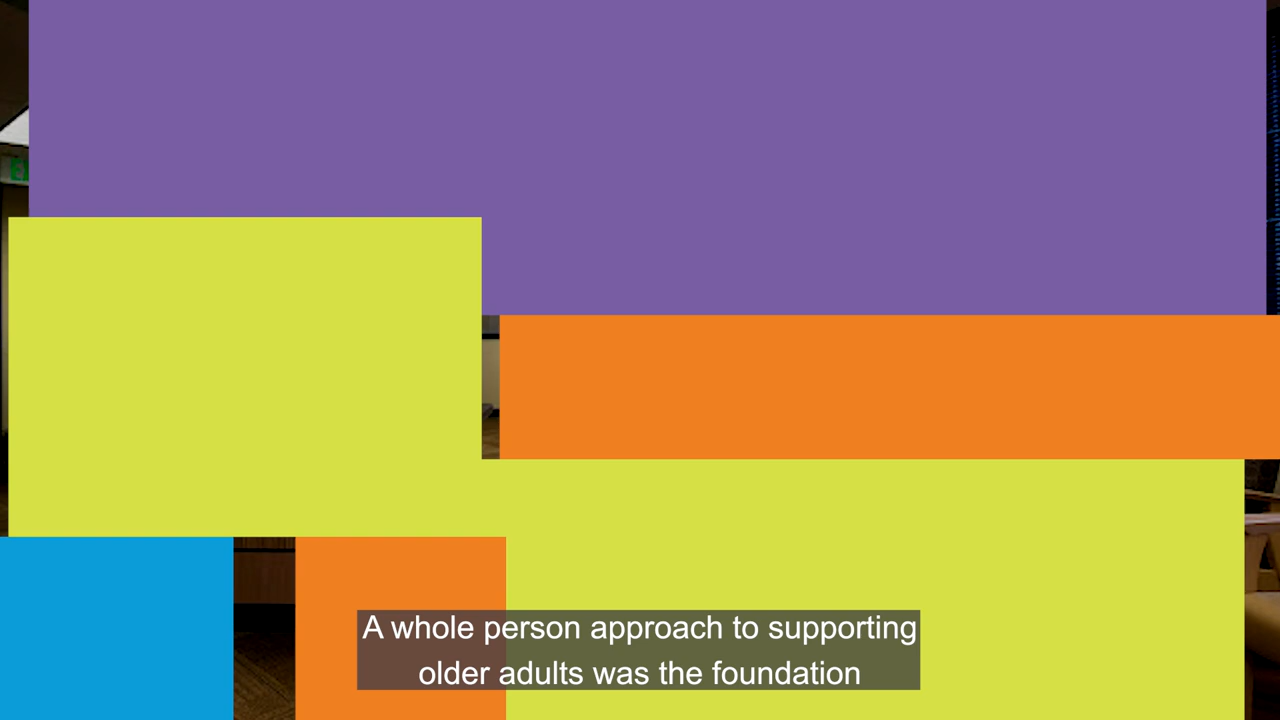 A whole person approach to supporting
older adults was the foundation